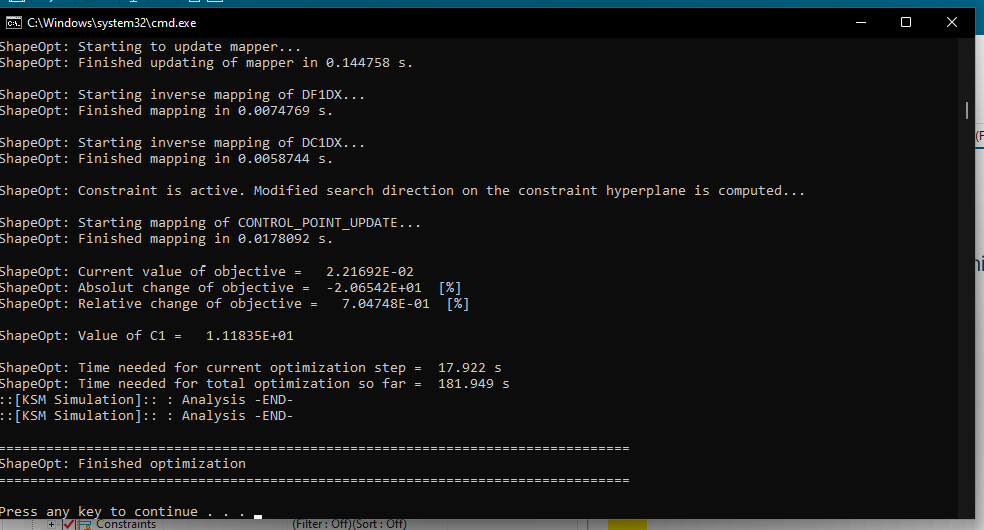 C:\Windows\system32\cmd.exe
ShapeOpt: Starting to update mapper...
ShapeOpt: Finished updating of mapper in 0.144758 s.
ShapeOpt: Starting inverse mapping of DF1DX...
ShapeOpt: Finished mapping in 0.0074769 s.
ShapeOpt: Starting inverse mapping of DC1DX...
ShapeOpt: Finished mapping in 0.0058744 s.
ShapeOpt: Constraint is active. Modified search direction on the constraint hyperplane is computed...
ShapeOpt: Starting mapping of CONTROL_POINT_UPDATE...
ShapeOpt: Finished mapping in 0.0178092 s.
ShapeOpt: Current value of objective =   2.21692E-02
ShapeOpt: Absolut change of objective =  -2.06542E+01  [%]
ShapeOpt: Relative change of objective =   7.04748E-01  [%]
ShapeOpt: Value of C1 =   1.11835E+01
ShapeOpt: Time needed for current optimization step =  17.922 s
ShapeOpt: Time needed for total optimization so far =  181.949 s
::[KSM Simulation]:: : Analysis -END-
::[KSM Simulation]:: : Analysis -END-
================================================================================
ShapeOpt: Finished optimization
================================================================================
Press any key to continue . . .
Constraints (Filter : Off)(Sort : Off)